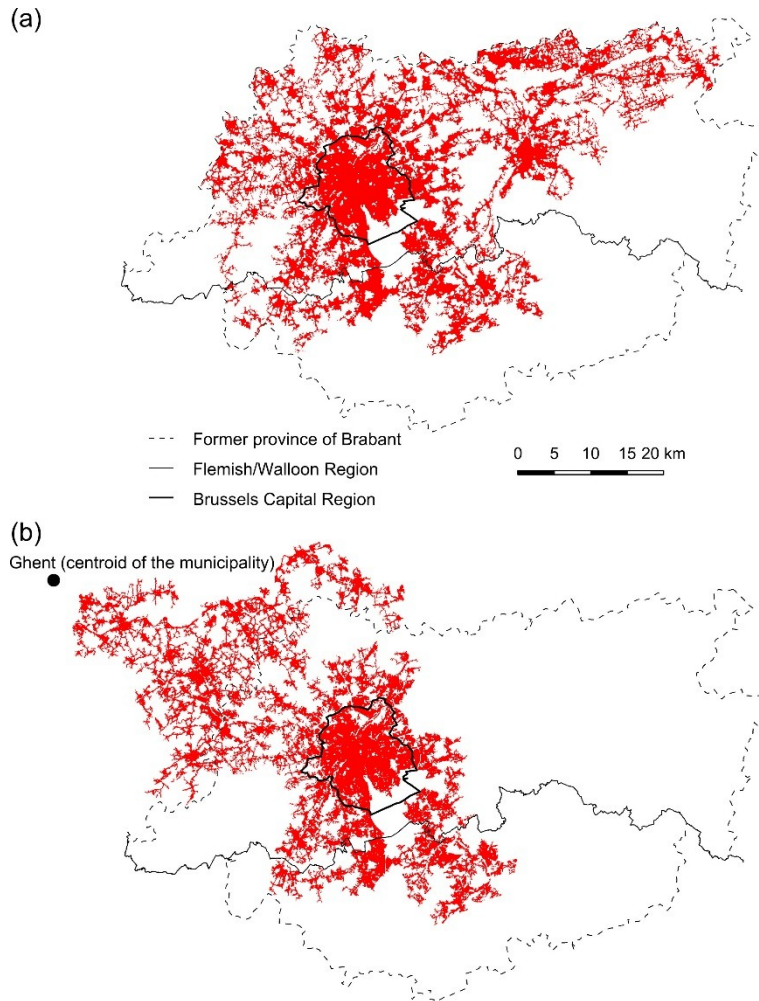 (a)
Former province of Brabant
Flemish/Walloon Region
Brussels Capital Region
0 5 10 15 20 km
(b)
Ghent (centroid of the municipality)